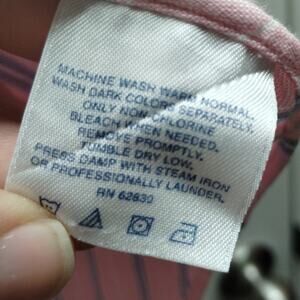 MACHINE WASH WARM, NORMAL.
WASH DARK COLORS SEPARATELY.
ONLY NON-CHLORINE
BLEACH WHEN NEEDED.
REMOVE PROMPTLY.
TUMBLE DRY LOW.
PRESS DAMP WITH STEAM IRON
OR PROFESSIONALLY LAUNDER.
RN 62630